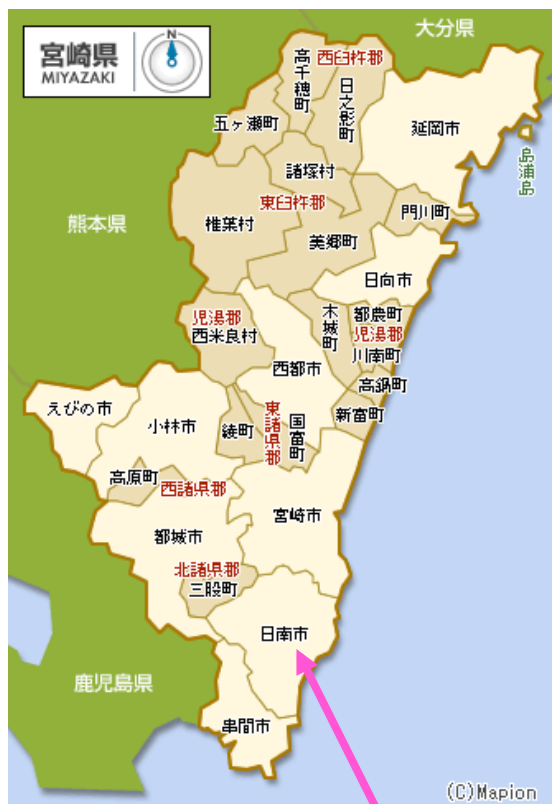 宮崎県
MIYAZAKI
N
大分県
西臼杵郡
高千穂町
日之影町
延岡市
五ヶ瀬町
島浦島
諸塚村
熊本県
東臼杵郡
椎葉村
門川町
美郷町
日向市
児湯郡
西米良村
木城町
都農町
児湯郡
川南町
西都市
高鍋町
えびの市
小林市
綾町
東諸県郡
国富町
新富町
高原町
西諸県郡
宮崎市
都城市
北諸県郡
三股町
日南市
鹿児島県
串間市
(C)Mapion